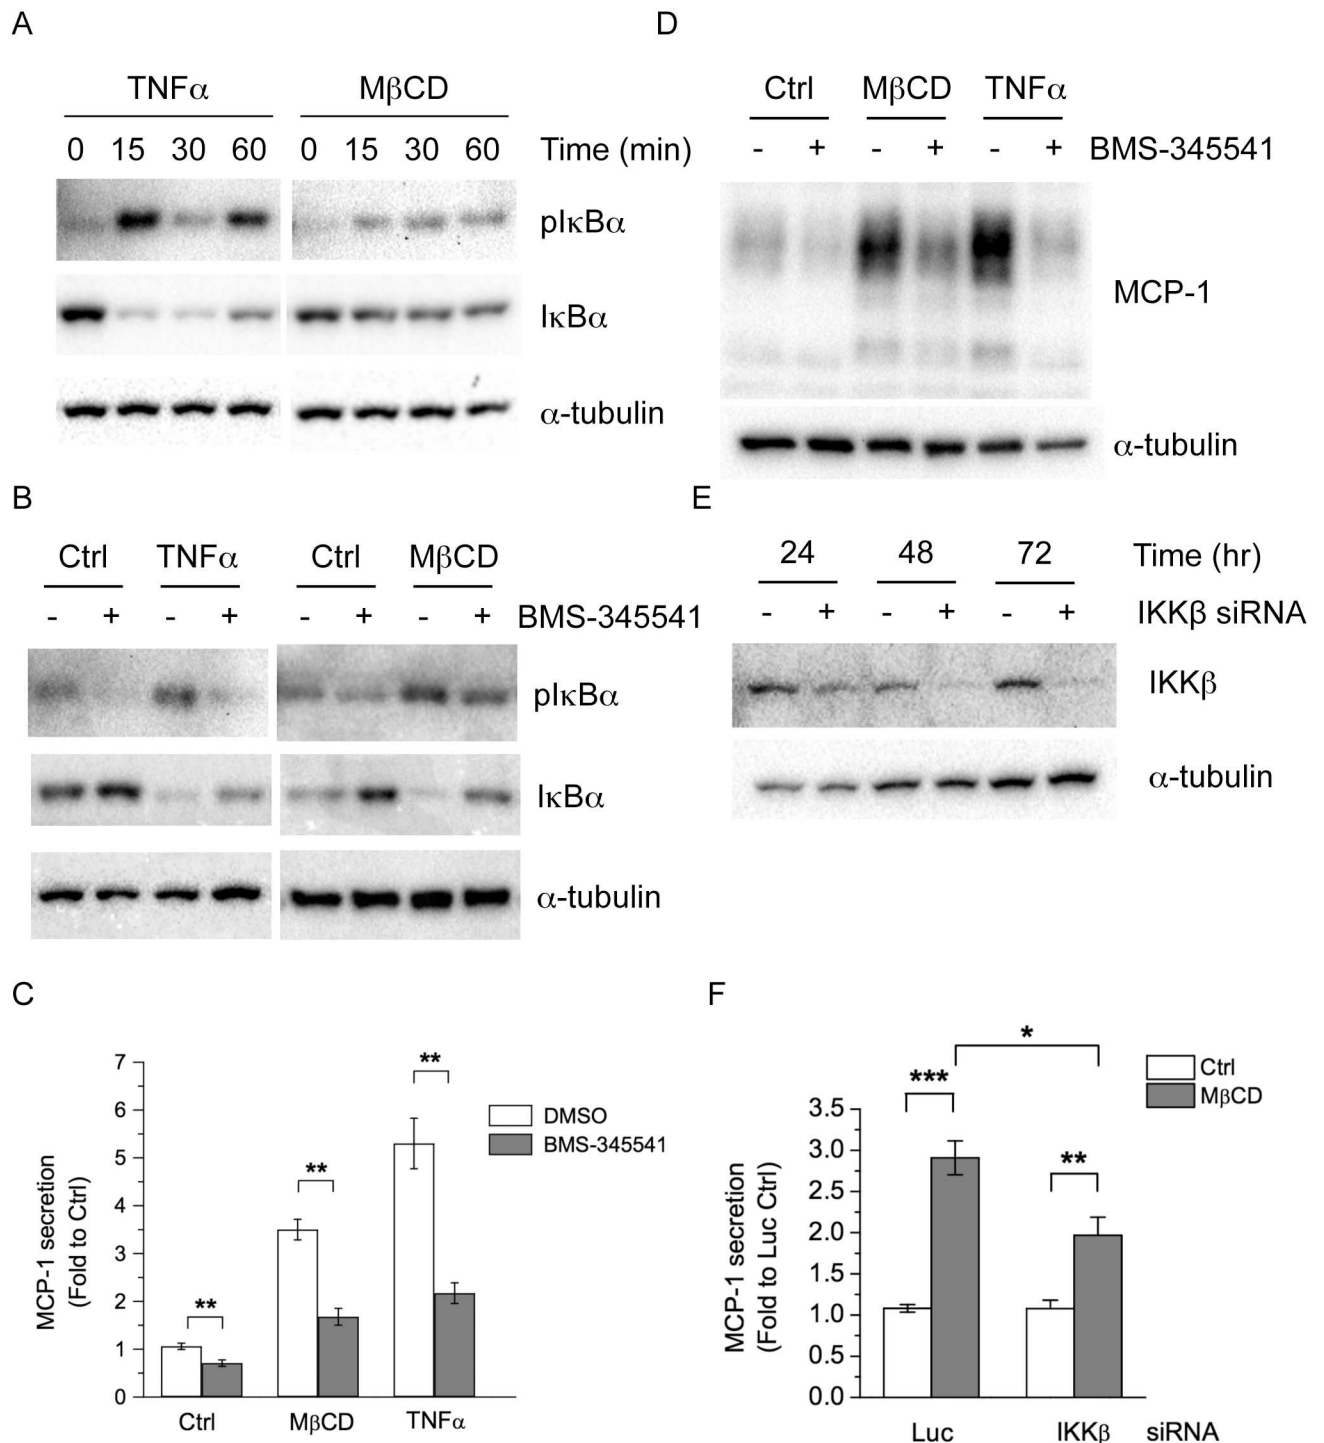 A
TNFα MβCD
0 15 30 60 0 15 30 60 Time (min)
pIκBα
IκBα
α-tubulin
B
Ctrl TNFα Ctrl MβCD
- + - + - + - + BMS-345541
pIκBα
IκBα
α-tubulin
C
MCP-1 secretion
(Fold to Ctrl)
7
6
5
4
3
2
1
0
** ** **
DMSO
BMS-345541
Ctrl MβCD TNFα
D
Ctrl MβCD TNFα
- + - + - + BMS-345541
MCP-1
α-tubulin
E
24 48 72 Time (hr)
- + - + - + IKKβ siRNA
IKKβ
α-tubulin
F
MCP-1 secretion
(Fold to Luc Ctrl)
3.5
3.0
2.5
2.0
1.5
1.0
0.5
0.0
*
*** **
Ctrl
MβCD
Luc IKKβ siRNA